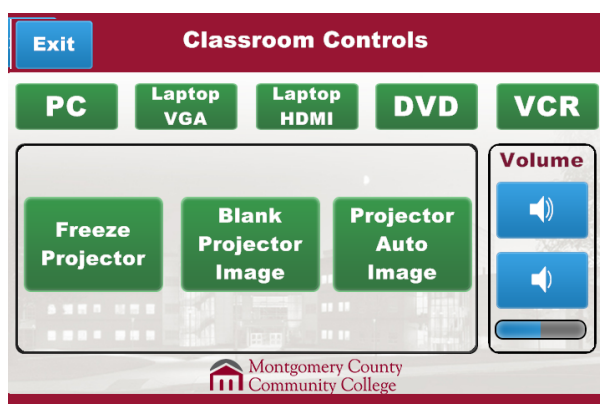 Exit
Classroom Controls
PC
Laptop
VGA
Laptop
HDMI
DVD
VCR
Freeze
Projector
Blank
Projector
Image
Projector
Auto
Image
Volume
Montgomery County
Community College